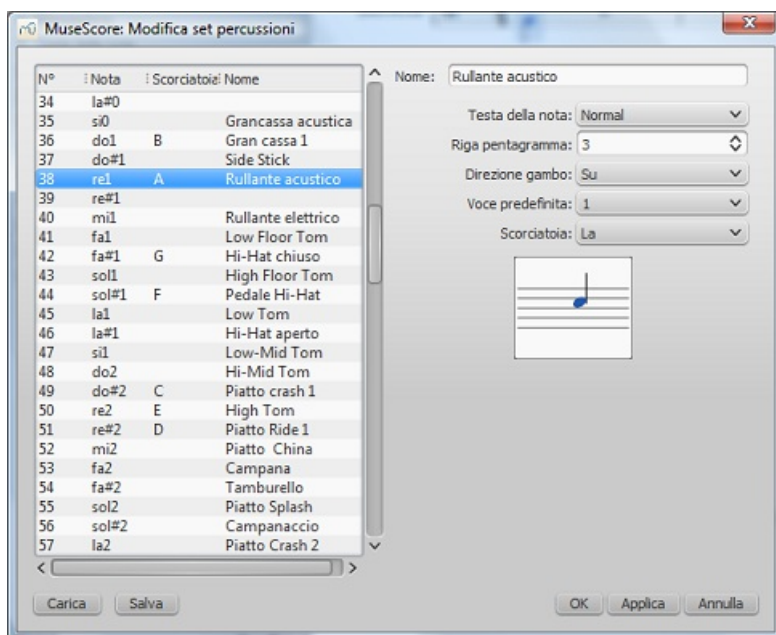 MuseScore: Modifica set percussioni
N° Nota Scorciatoia Nome
34 la#0
35 si0 Grancassa acustica
36 do1 B Gran cassa 1
37 do#1 Side Stick
38 re1 A Rullante acustico
39 re#1
40 mi1 Rullante elettrico
41 fa1 Low Floor Tom
42 fa#1 G Hi-Hat chiuso
43 sol1 High Floor Tom
44 sol#1 F Pedale Hi-Hat
45 la1 Low Tom
46 la#1 Hi-Hat aperto
47 si1 Low-Mid Tom
48 do2 Hi-Mid Tom
49 do#2 C Piatto crash 1
50 re2 E High Tom
51 re#2 D Piatto Ride 1
52 mi2 Piatto China
53 fa2 Campana
54 fa#2 Tamburello
55 sol2 Piatto Splash
56 sol#2 Campanaccio
57 la2 Piatto Crash 2
Nome: Rullante acustico
Testa della nota: Normal
Riga pentagramma: 3
Direzione gambo: Su
Voce predefinita: 1
Scorciatoia: La
Carica Salva OK Applica Annulla